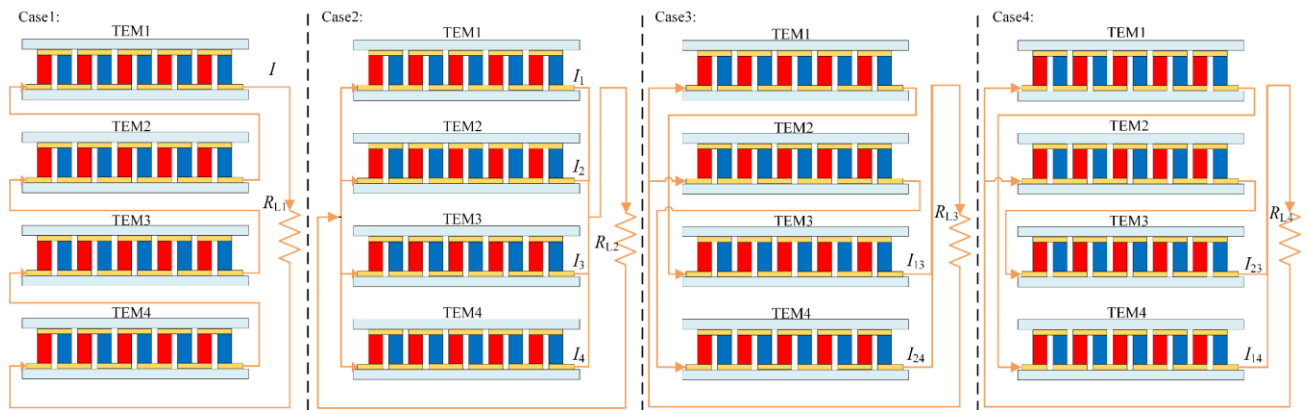 Case1:
TEM1
I
TEM2
R_L1
TEM3
TEM4
Case2:
TEM1
I_1
TEM2
I_2
TEM3
R_L2
I_3
TEM4
I_4
Case3:
TEM1
TEM2
R_L3
TEM3
I_13
TEM4
I_24
Case4:
TEM1
TEM2
R_L4
TEM3
I_23
TEM4
I_14